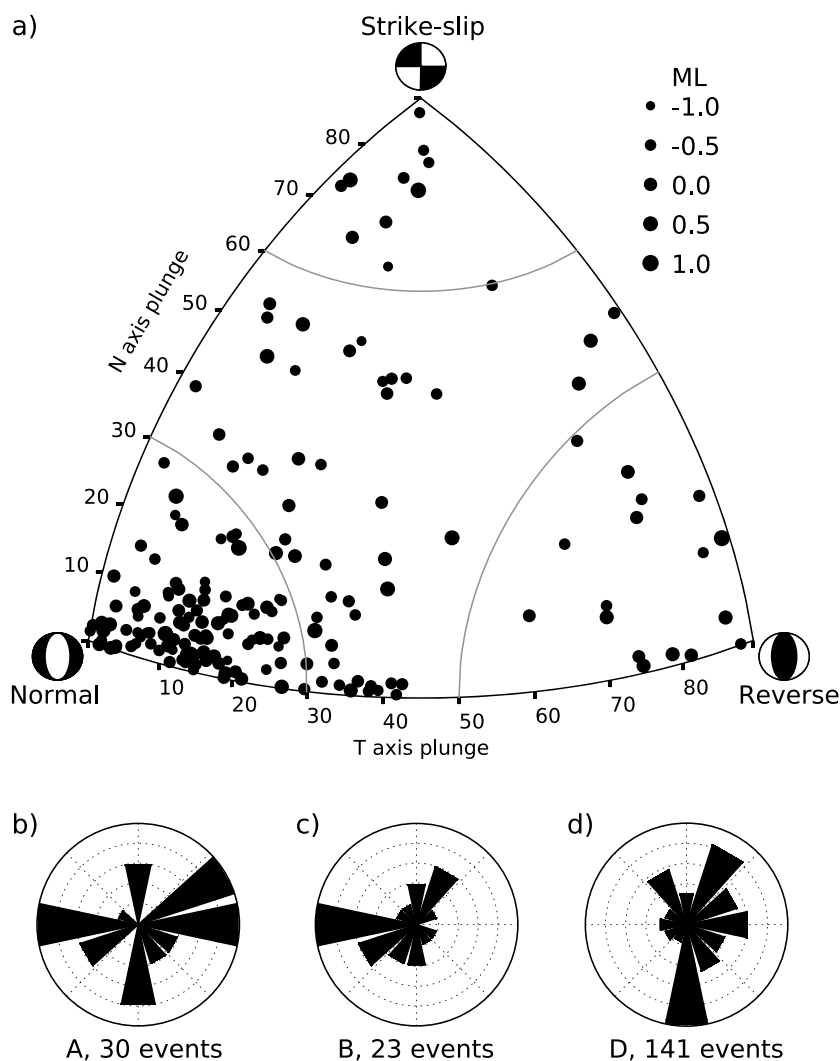 a)
Strike-slip
ML
-1.0
-0.5
0.0
0.5
1.0
80
70
60
50
40
30
20
10
N axis plunge
Normal
Reverse
10
20
30
40
50
60
70
80
T axis plunge
b)
c)
d)
A, 30 events
B, 23 events
D, 141 events